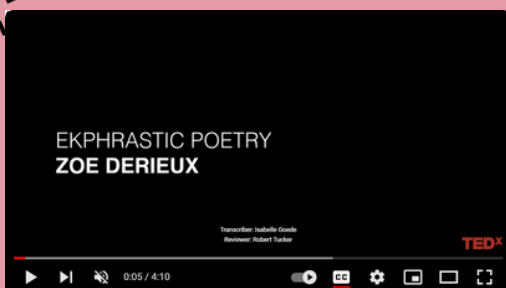 EKPHRASTIC POETRY
ZOE DERIEUX
Transcriber: Isabelle Goede
Reviewer: Robert Tucker
TEDx
0:05 / 4:10
CC